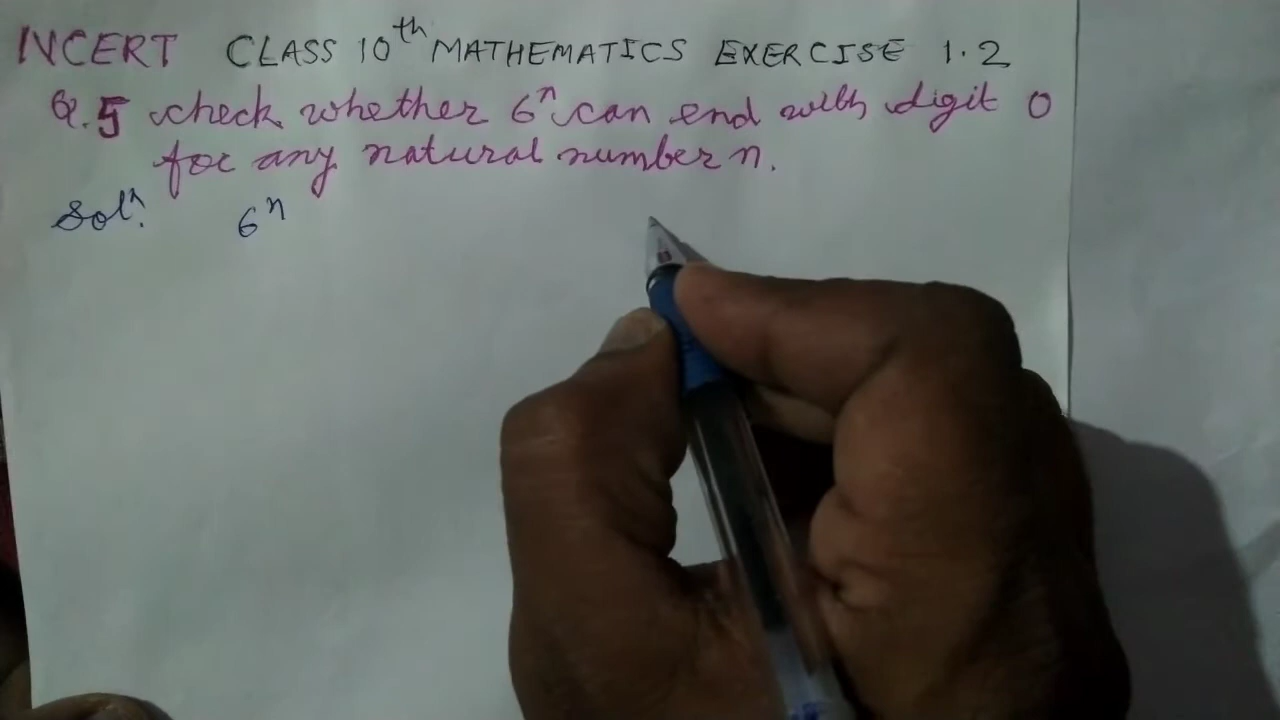 NCERT CLASS 10th MATHEMATICS EXERCISE 1.2
Q.5 check whether 6ⁿ can end with digit 0
for any natural number n.
Solⁿ: 6ⁿ